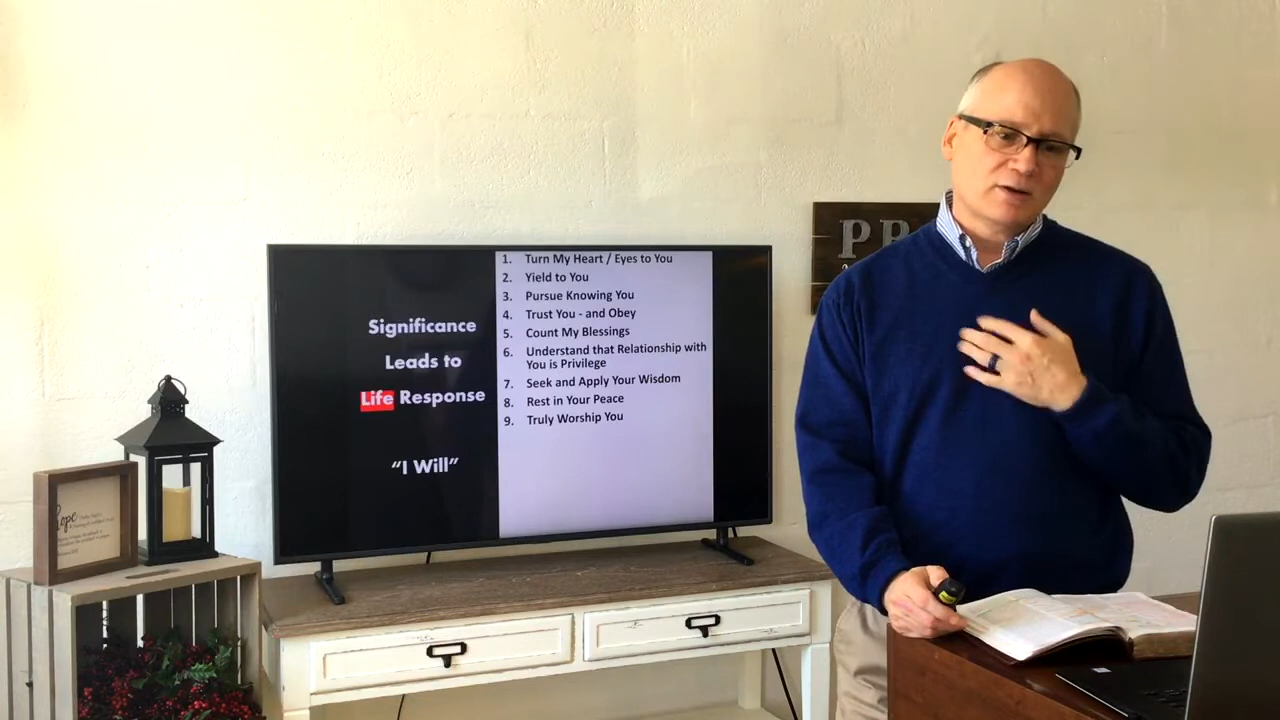 Significance
Leads to
Life Response
“I Will”
1. Turn My Heart / Eyes to You
2. Yield to You
3. Pursue Knowing You
4. Trust You - and Obey
5. Count My Blessings
6. Understand that Relationship with
You is Privilege
7. Seek and Apply Your Wisdom
8. Rest in Your Peace
9. Truly Worship You
hope